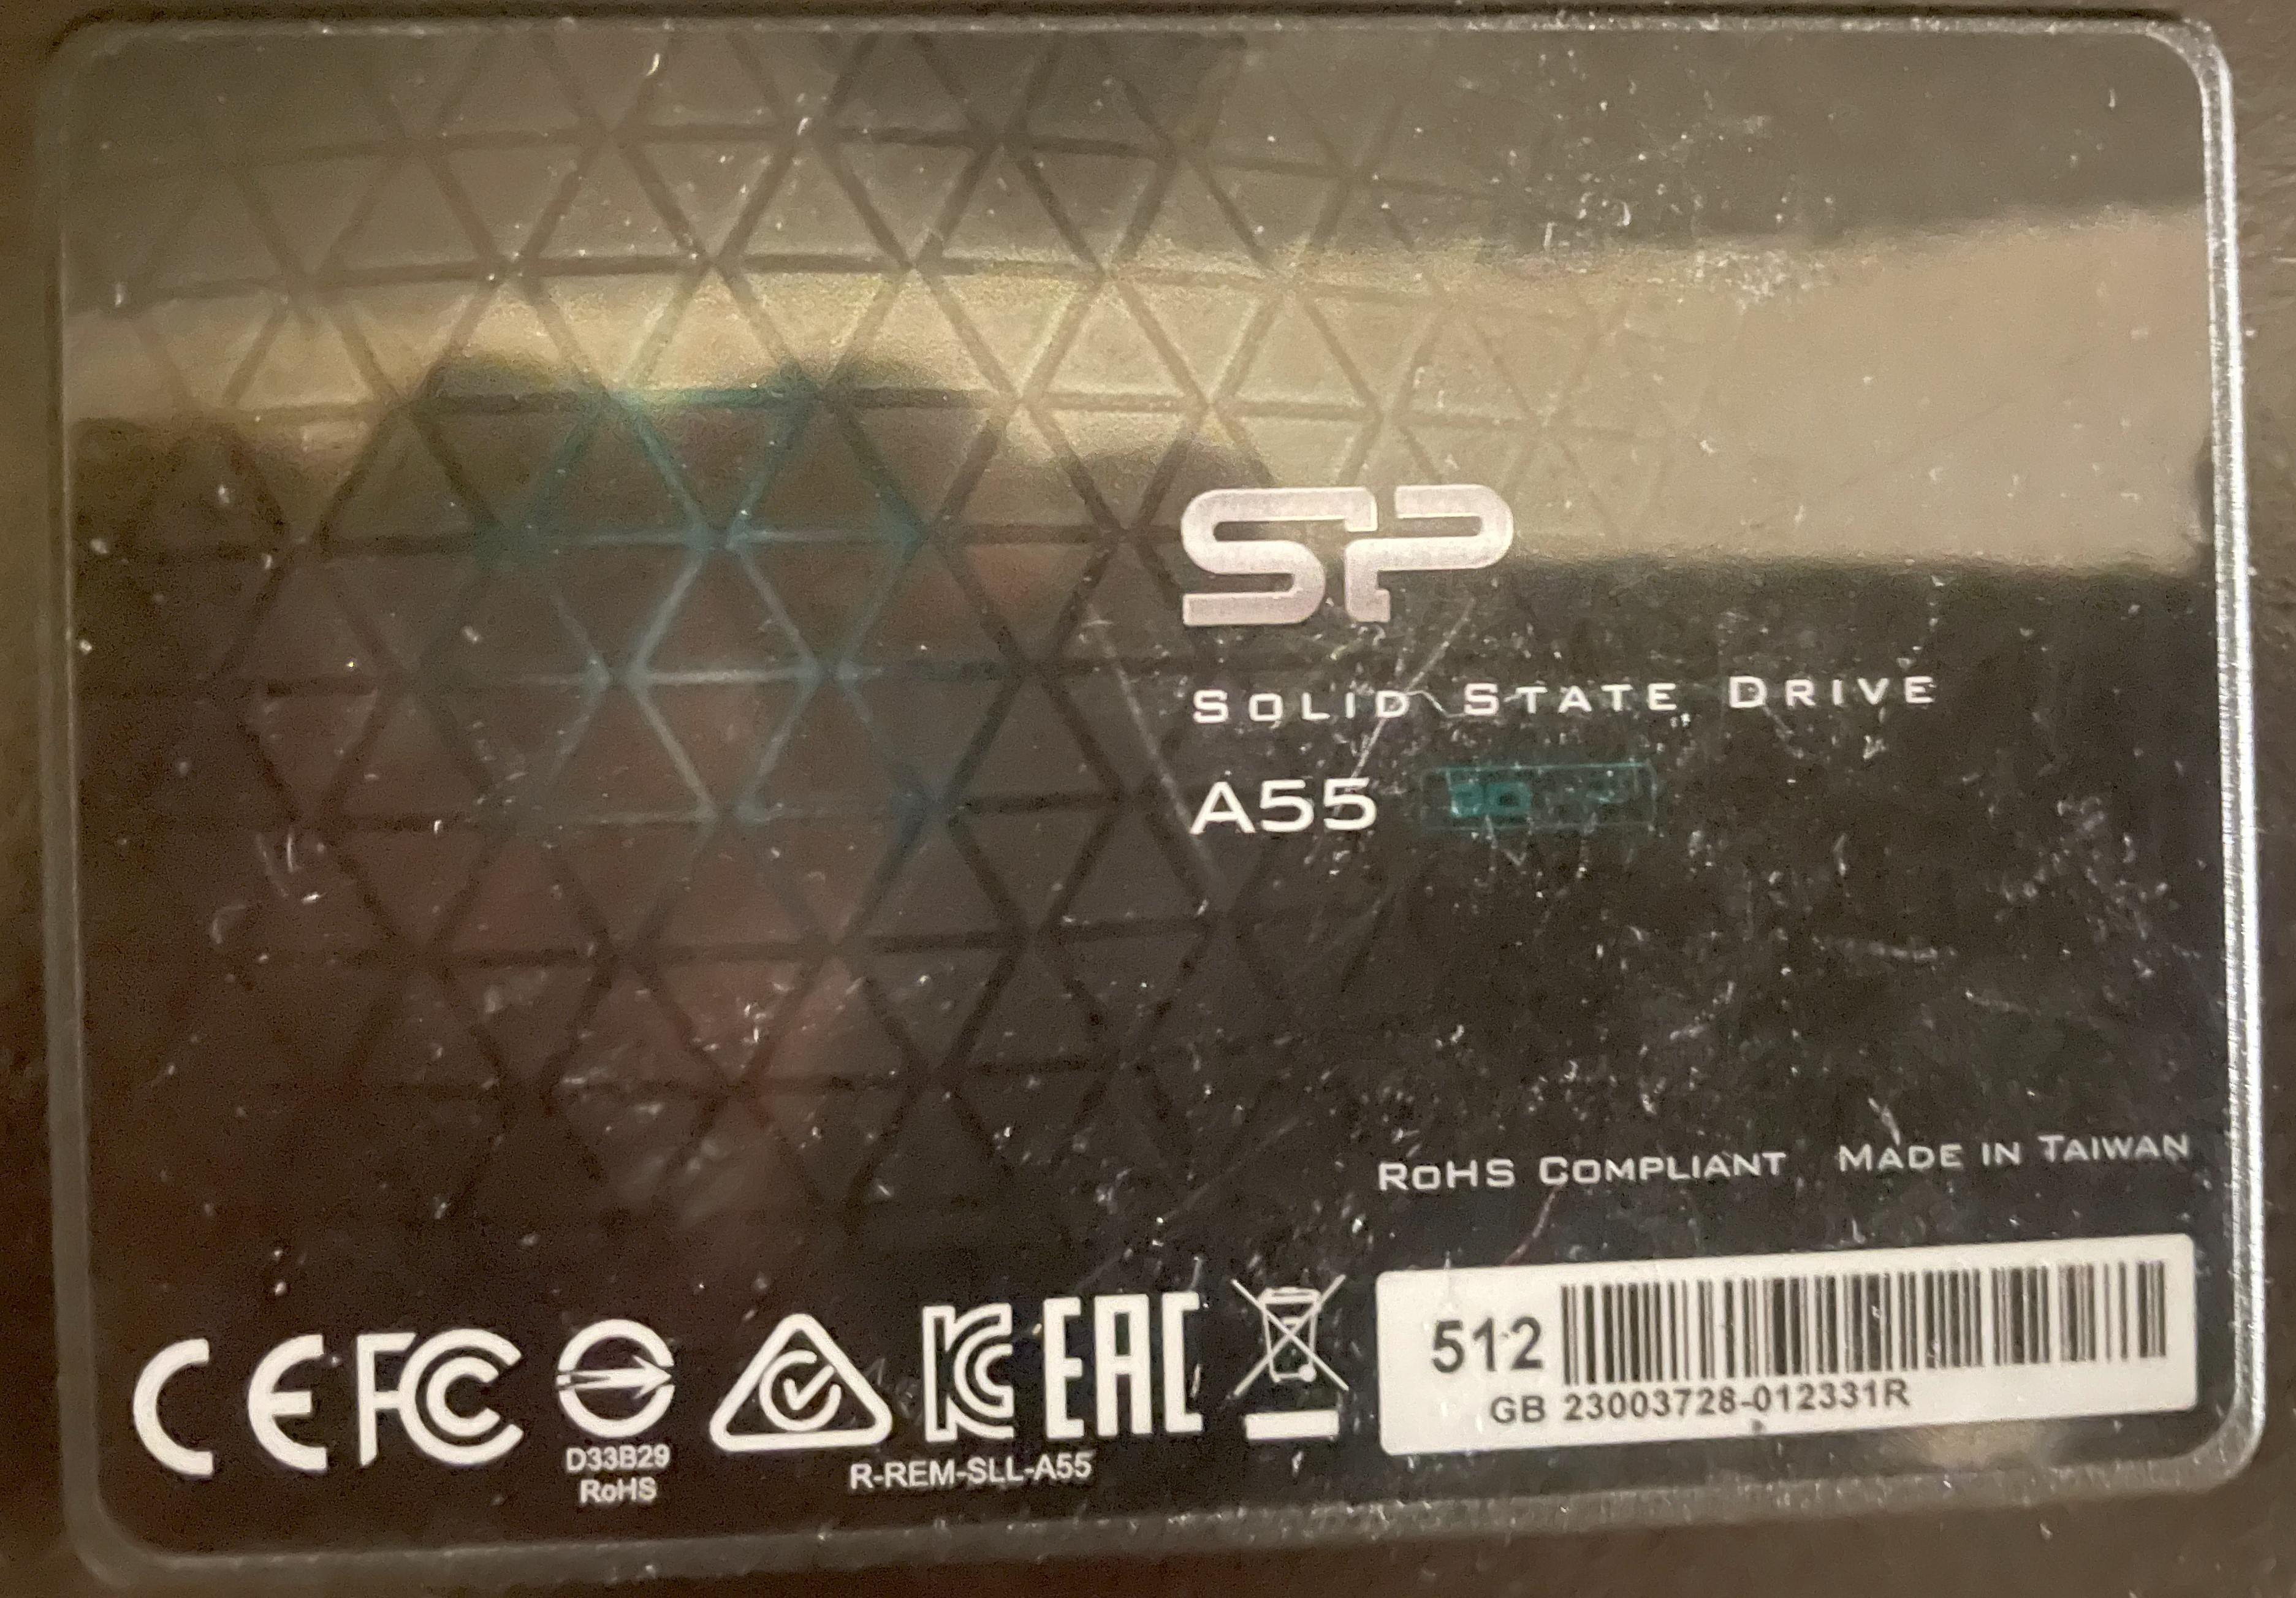 SP
SOLID STATE DRIVE
A55
RoHS COMPLIANT MADE IN TAIWAN
512
GB 23003728-012331R
CE FC KC EAC
D33B29
RoHS
R-REM-SLL-A55